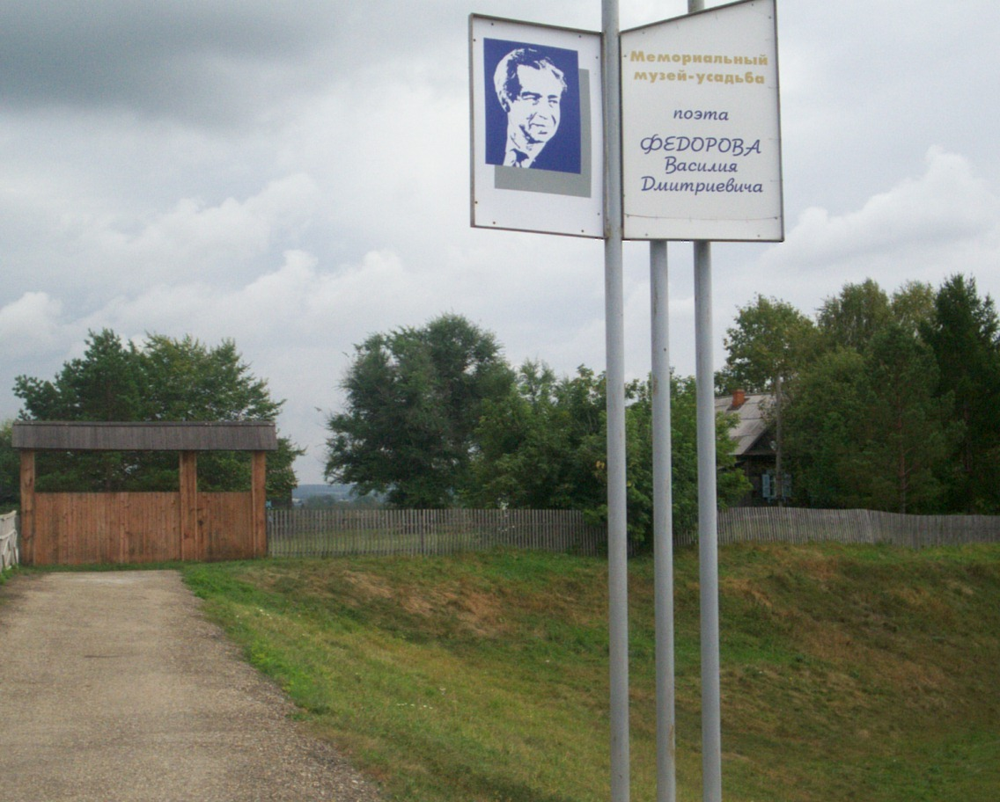 Мемориальный
музей-усадьба
поэта
ФЕДОРОВА
Василия
Дмитриевича